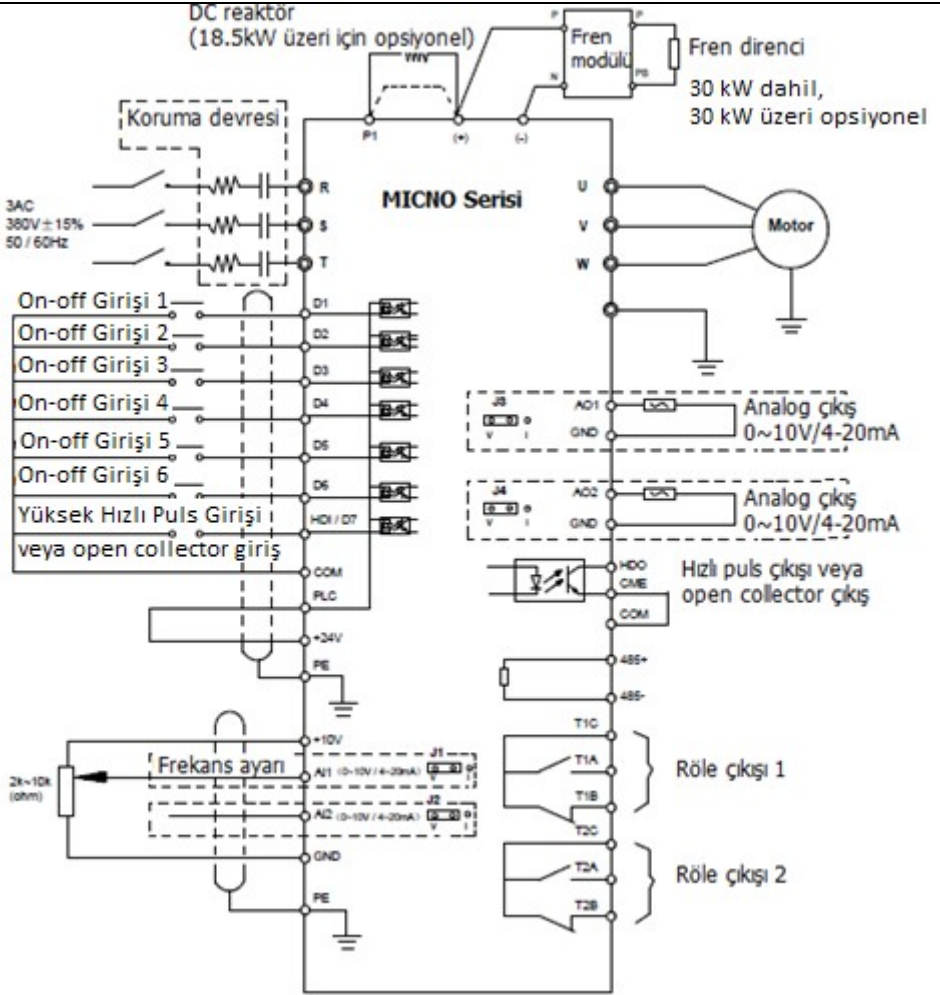 DC reaktör
(18.5kW üzeri için opsiyonel)
P
N
Fren
modülü
P
PB
Fren direnci
30 kW dahil,
30 kW üzeri opsiyonel
Koruma devresi
P1
(+)
(-)
MICNO Serisi
3AC
380V±15%
50 / 60Hz
R
S
T
U
V
W
Motor
On-off Girişi 1
D1
On-off Girişi 2
D2
On-off Girişi 3
D3
On-off Girişi 4
D4
On-off Girişi 5
D5
On-off Girişi 6
D6
Yüksek Hızlı Puls Girişi
veya open collector giriş
HDI / D7
COM
PLC
+24V
PE
J3
V I
AO1
GND
Analog çıkış
0~10V/4-20mA
J4
V I
AO2
GND
Analog çıkış
0~10V/4-20mA
HDO
CME
COM
Hızlı puls çıkışı veya
open collector çıkış
485+
485-
+10V
2k~10k
(ohm)
Frekans ayarı
AI1 (0~10V / 4~20mA)
J1
V I
AI2 (0~10V / 4~20mA)
J2
V I
GND
PE
T1C
T1A
T1B
Röle çıkışı 1
T2C
T2A
T2B
Röle çıkışı 2